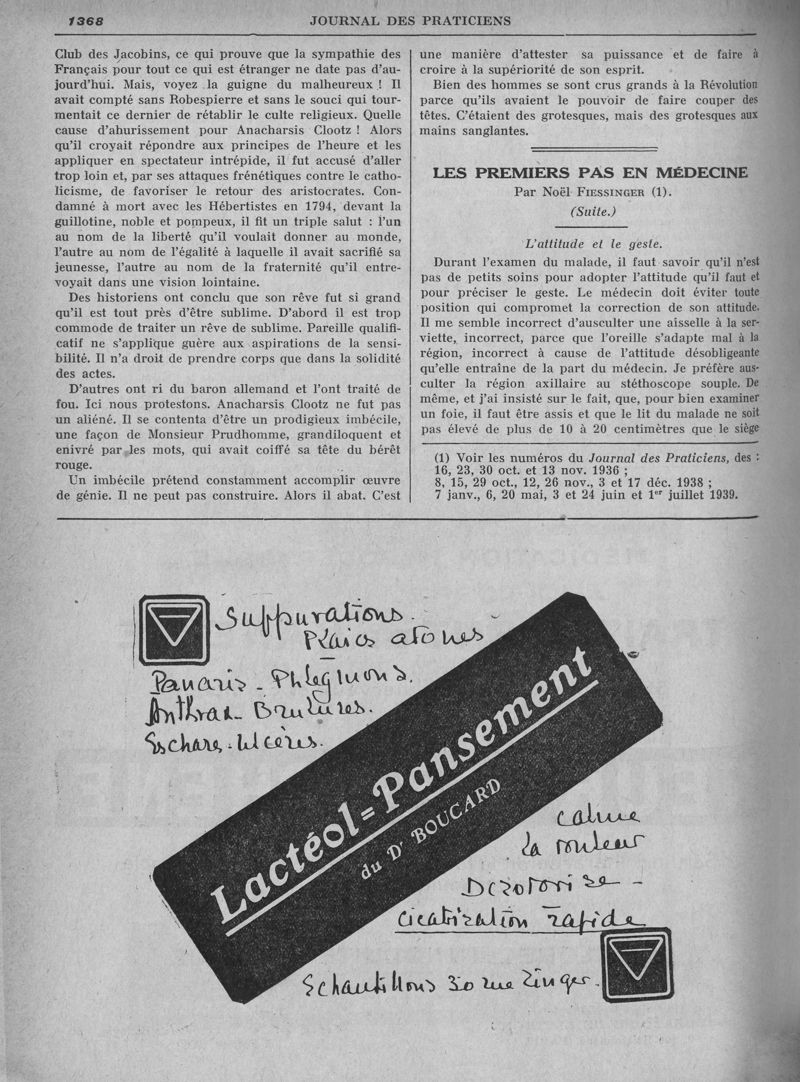 1368
JOURNAL DES PRATICIENS
Club des Jacobins, ce qui prouve que la sympathie des
Français pour tout ce qui est étranger ne date pas d'au-
jourd'hui. Mais, voyez la guigne du malheureux ! Il
avait compté sans Robespierre et sans le souci qui tour-
mentait ce dernier de rétablir le culte religieux. Quelle
cause d'ahurissement pour Anacharsis Clootz ! Alors
qu'il croyait répondre aux principes de l'heure et les
appliquer en spectateur intrépide, il fut accusé d'aller
trop loin et, par ses attaques frénétiques contre le catho-
licisme, de favoriser le retour des aristocrates. Con-
damné à mort avec les Hébertistes en 1794, devant la
guillotine, noble et pompeux, il fit un triple salut : l'un
au nom de la liberté qu'il voulait donner au monde,
l'autre au nom de l'égalité à laquelle il avait sacrifié sa
jeunesse, l'autre au nom de la fraternité qu'il entre-
voyait dans une vision lointaine.
Des historiens ont conclu que son rêve fut si grand
qu'il est tout près d'être sublime. D'abord il est trop
commode de traiter un rêve de sublime. Pareille qualifi-
catif ne s'applique guère aux aspirations de la sensi-
bilité. Il n'a droit de prendre corps que dans la solidité
des actes.
D'autres ont ri du baron allemand et l'ont traité de
fou. Ici nous protestons. Anacharsis Clootz ne fut pas
un aliéné. Il se contenta d'être un prodigieux imbécile,
une façon de Monsieur Prudhomme, grandiloquent et
enivré par les mots, qui avait coiffé sa tête du bérêt
rouge.
Un imbécile prétend constamment accomplir œuvre
de génie. Il ne peut pas construire. Alors il abat. C'est
une manière d'attester sa puissance et de faire à
croire à la supériorité de son esprit.
Bien des hommes se sont crus grands à la Révolution
parce qu'ils avaient le pouvoir de faire couper des
têtes. C'étaient des grotesques, mais des grotesques aux
mains sanglantes.
LES PREMIERS PAS EN MÉDECINE
Par Noël FIESSINGER (1).
(Suite.)
L'attitude et le geste.
Durant l'examen du malade, il faut savoir qu'il n'est
pas de petits soins pour adopter l'attitude qu'il faut et
pour préciser le geste. Le médecin doit éviter toute
position qui compromet la correction de son attitude.
Il me semble incorrect d'ausculter une aisselle à la ser-
viette, incorrect, parce que l'oreille s'adapte mal à la
région, incorrect à cause de l'attitude désobligeante
qu'elle entraîne de la part du médecin. Je préfère aus-
culter la région axillaire au stéthoscope souple. De
même, et j'ai insisté sur le fait, que, pour bien examiner
un foie, il faut être assis et que le lit du malade ne soit
pas élevé de plus de 10 à 20 centimètres que le siège
(1) Voir les numéros du Journal des Praticiens, des :
16, 23, 30 oct. et 13 nov. 1936 ;
8, 15, 29 oct., 12, 26 nov., 3 et 17 déc. 1938 ;
7 janv., 6, 20 mai, 3 et 24 juin et 1er juillet 1939.
Suppurations.
Plaies atones
Panaris - Phlegmons.
Anthrax - Brulures.
Eschares - Ulcères.
Lactéol=Pansement
du Dr BOUCARD
calme
la douleur
Désodorise -
cicatrisation rapide
Echantillons 30 rue Singer.